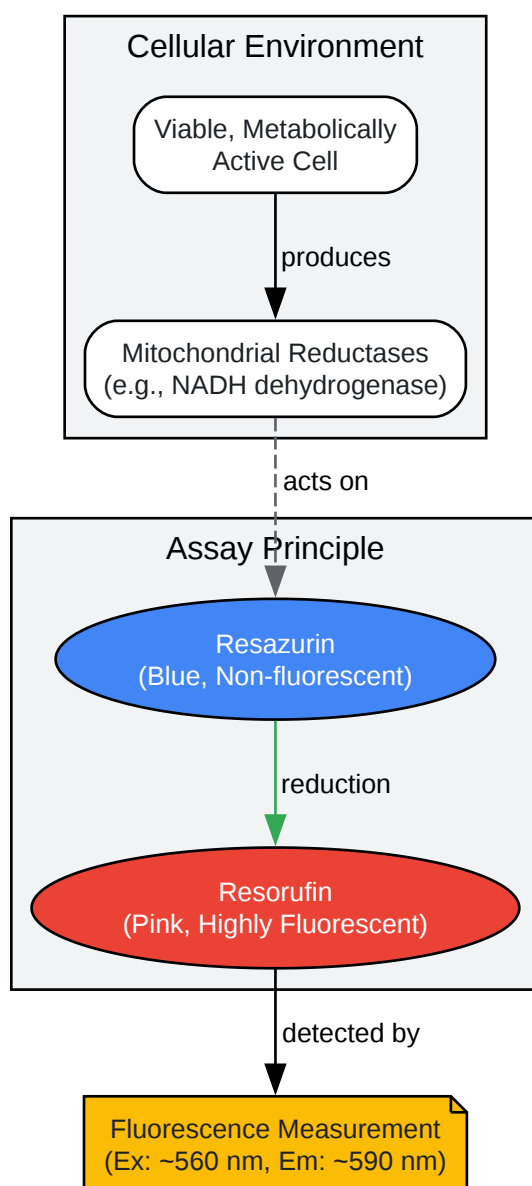 Cellular Environment
Viable, Metabolically
Active Cell
produces
Mitochondrial Reductases
(e.g., NADH dehydrogenase)
acts on
Assay Principle
Resazurin
(Blue, Non-fluorescent)
reduction
Resorufin
(Pink, Highly Fluorescent)
detected by
Fluorescence Measurement
(Ex: ~560 nm, Em: ~590 nm)